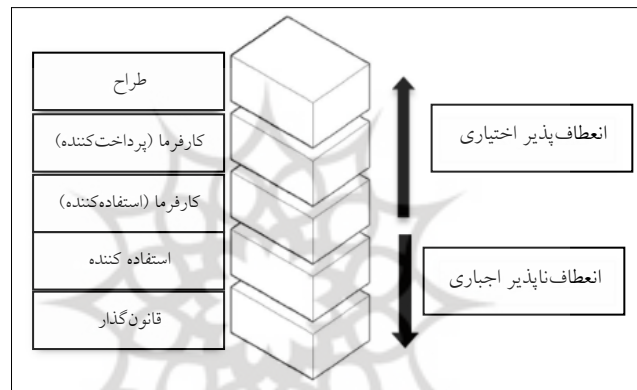 طراح
کارفرما (پرداخت‌کننده)
کارفرما (استفاده‌کننده)
استفاده کننده
قانون‌گذار
انعطاف‌پذیر اختیاری
انعطاف‌ناپذیر اجباری